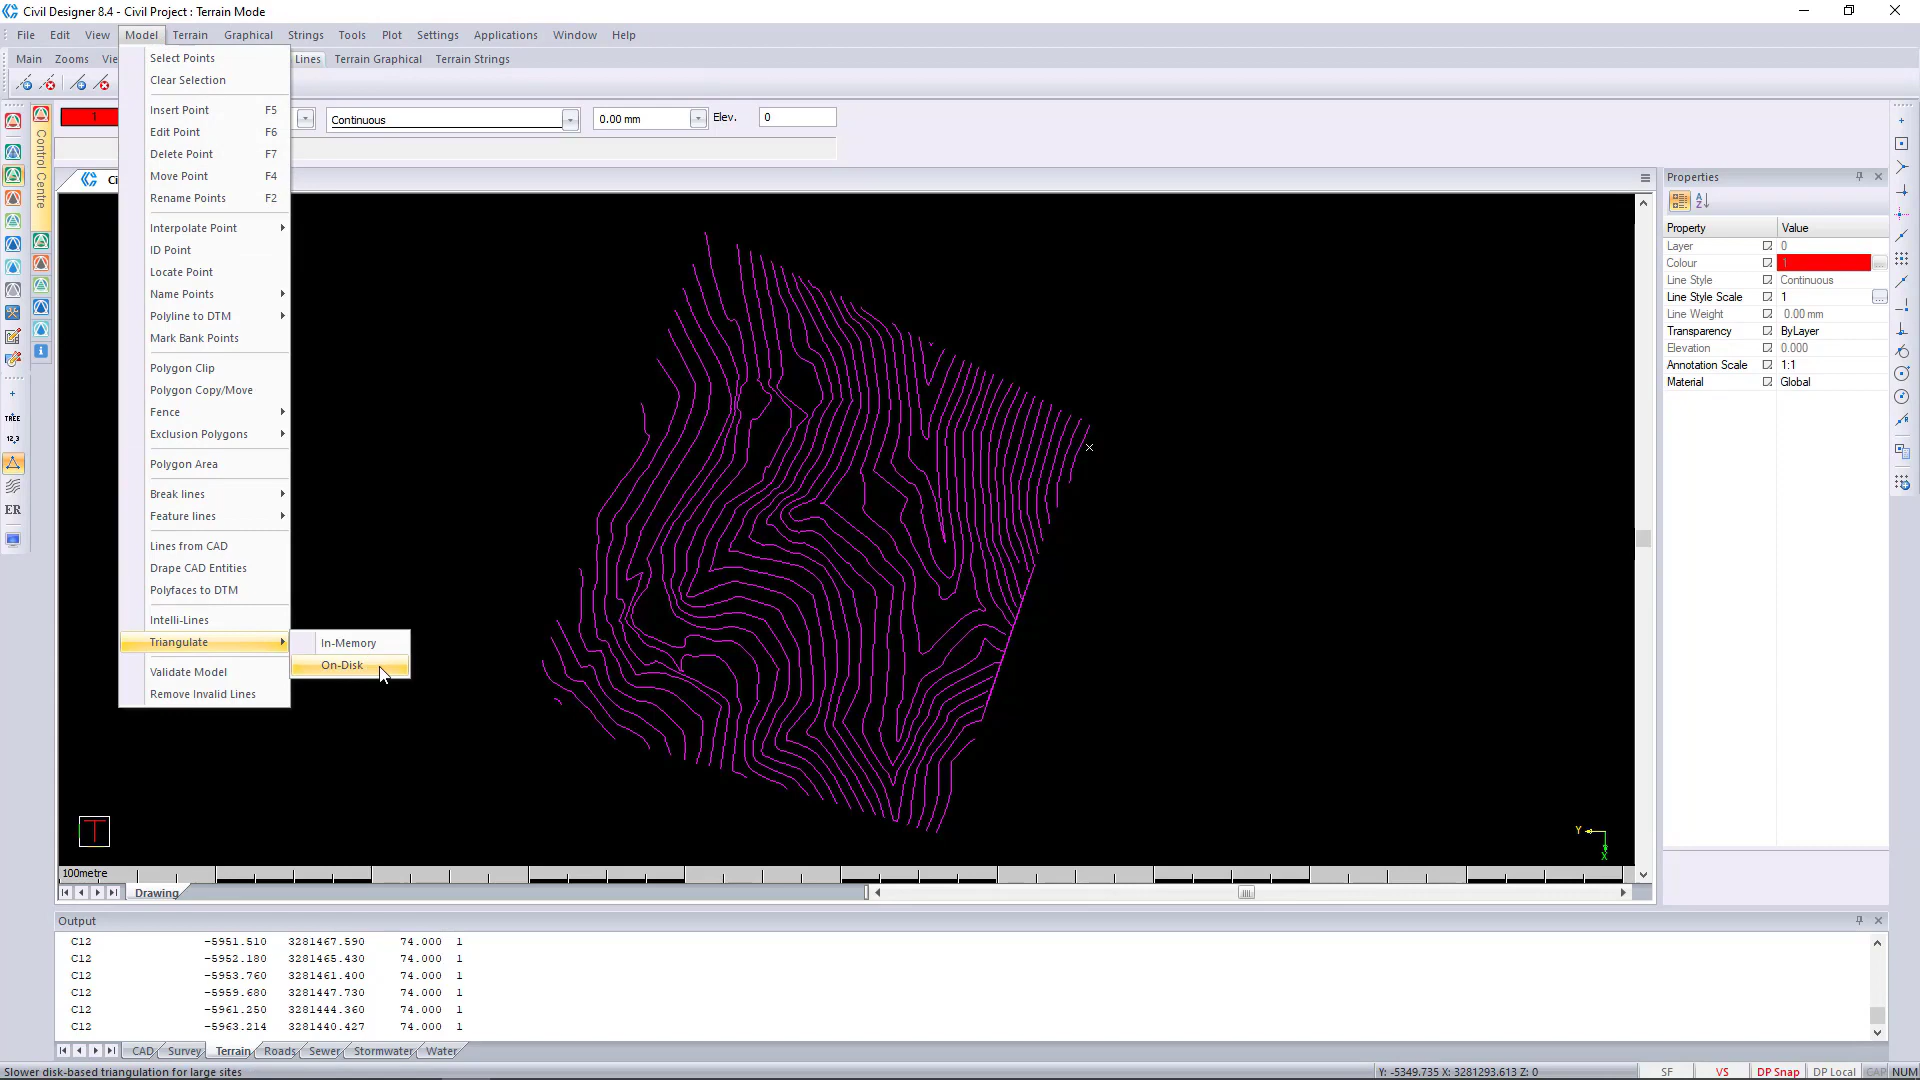 Civil Designer 8.4 - Civil Project : Terrain Mode
File Edit View Model Terrain Graphical Strings Tools Plot Settings Applications Window Help
Main Zooms Lines Terrain Graphical Terrain Strings
1 Continuous 0.00 mm Elev. 0
Control Centre
TREE
12,3
ER
Select Points
Clear Selection
Insert Point F5
Edit Point F6
Delete Point F7
Move Point F4
Rename Points F2
Interpolate Point
ID Point
Locate Point
Name Points
Polyline to DTM
Mark Bank Points
Polygon Clip
Polygon Copy/Move
Fence
Exclusion Polygons
Polygon Area
Break lines
Feature lines
Lines from CAD
Drape CAD Entities
Polyfaces to DTM
Intelli-Lines
Triangulate
Validate Model
Remove Invalid Lines
In-Memory
On-Disk
T
Y
X
100metre
Drawing
Properties
Property Value
Layer 0
Colour 1
Line Style Continuous
Line Style Scale 1
Line Weight 0.00 mm
Transparency ByLayer
Elevation 0.000
Annotation Scale 1:1
Material Global
Output
C12 -5951.510 3281467.590 74.000 1
C12 -5952.180 3281465.430 74.000 1
C12 -5953.760 3281461.400 74.000 1
C12 -5959.680 3281447.730 74.000 1
C12 -5961.250 3281444.360 74.000 1
C12 -5963.214 3281440.427 74.000 1
CAD Survey Terrain Roads Sewer Stormwater Water
Slower disk-based triangulation for large sites
Y: -5349.735 X: 3281293.613 Z: 0 SF VS DP Snap DP Local CAP NUM